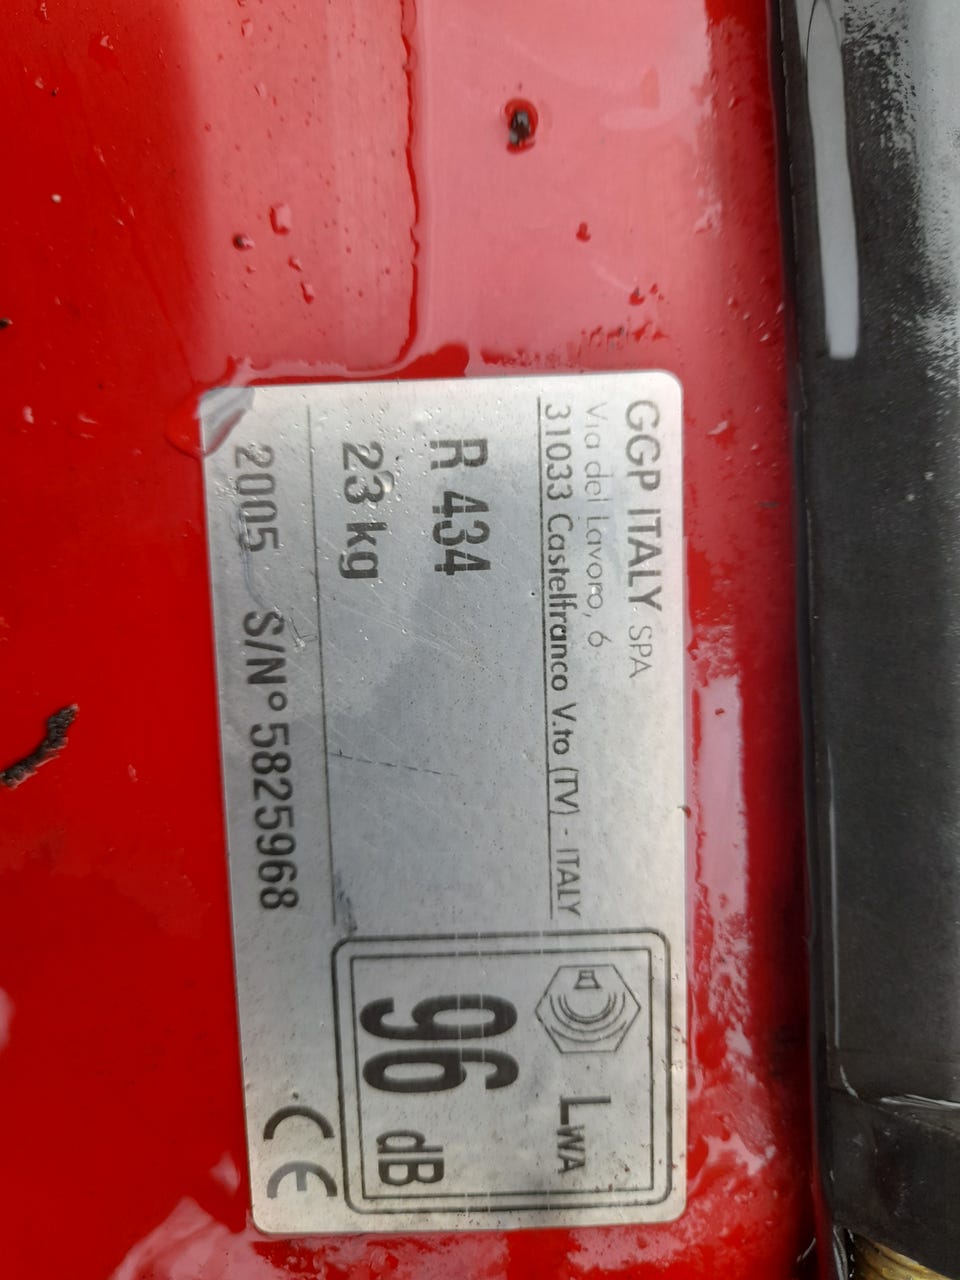 GGP ITALY SPA
Via del Lavoro, 6
31033 Castelfranco V.to (TV) - ITALY
R 434
23 kg
2005 S/N° 5825968
LWA
96 dB
CE